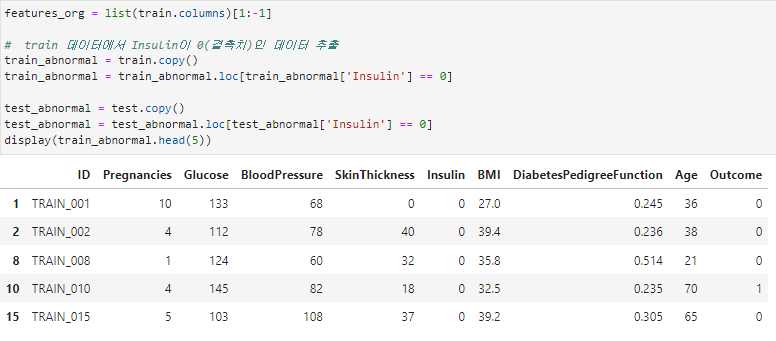 features_org = list(train.columns)[1:-1]
# train 데이터에서 Insulin이 0(결측치)인 데이터 추출
train_abnormal = train.copy()
train_abnormal = train_abnormal.loc[train_abnormal['Insulin'] == 0]
test_abnormal = test.copy()
test_abnormal = test_abnormal.loc[test_abnormal['Insulin'] == 0]
display(train_abnormal.head(5))
ID Pregnancies Glucose BloodPressure SkinThickness Insulin BMI DiabetesPedigreeFunction Age Outcome
1 TRAIN_001 10 133 68 0 0 27.0 0.245 36 0
2 TRAIN_002 4 112 78 40 0 39.4 0.236 38 0
8 TRAIN_008 1 124 60 32 0 35.8 0.514 21 0
10 TRAIN_010 4 145 82 18 0 32.5 0.235 70 1
15 TRAIN_015 5 103 108 37 0 39.2 0.305 65 0